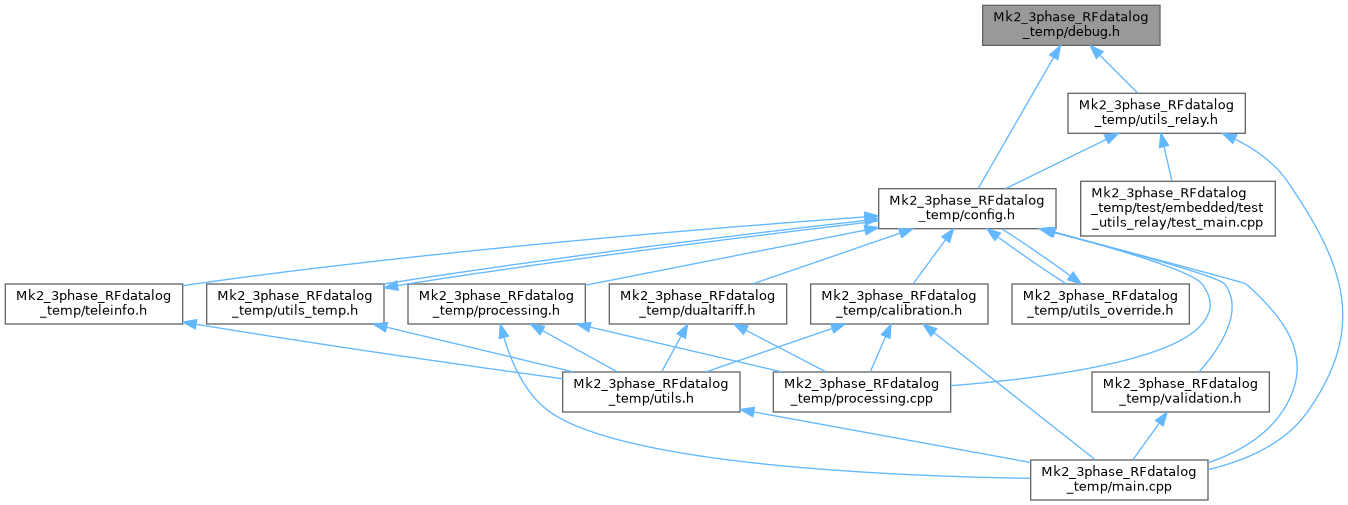 Mk2_3phase_RFdatalog
_temp/debug.h
Mk2_3phase_RFdatalog
_temp/utils_relay.h
Mk2_3phase_RFdatalog
_temp/config.h
Mk2_3phase_RFdatalog
_temp/test/embedded/test
_utils_relay/test_main.cpp
Mk2_3phase_RFdatalog
_temp/teleinfo.h
Mk2_3phase_RFdatalog
_temp/utils_temp.h
Mk2_3phase_RFdatalog
_temp/processing.h
Mk2_3phase_RFdatalog
_temp/dualtariff.h
Mk2_3phase_RFdatalog
_temp/calibration.h
Mk2_3phase_RFdatalog
_temp/utils_override.h
Mk2_3phase_RFdatalog
_temp/utils.h
Mk2_3phase_RFdatalog
_temp/processing.cpp
Mk2_3phase_RFdatalog
_temp/validation.h
Mk2_3phase_RFdatalog
_temp/main.cpp